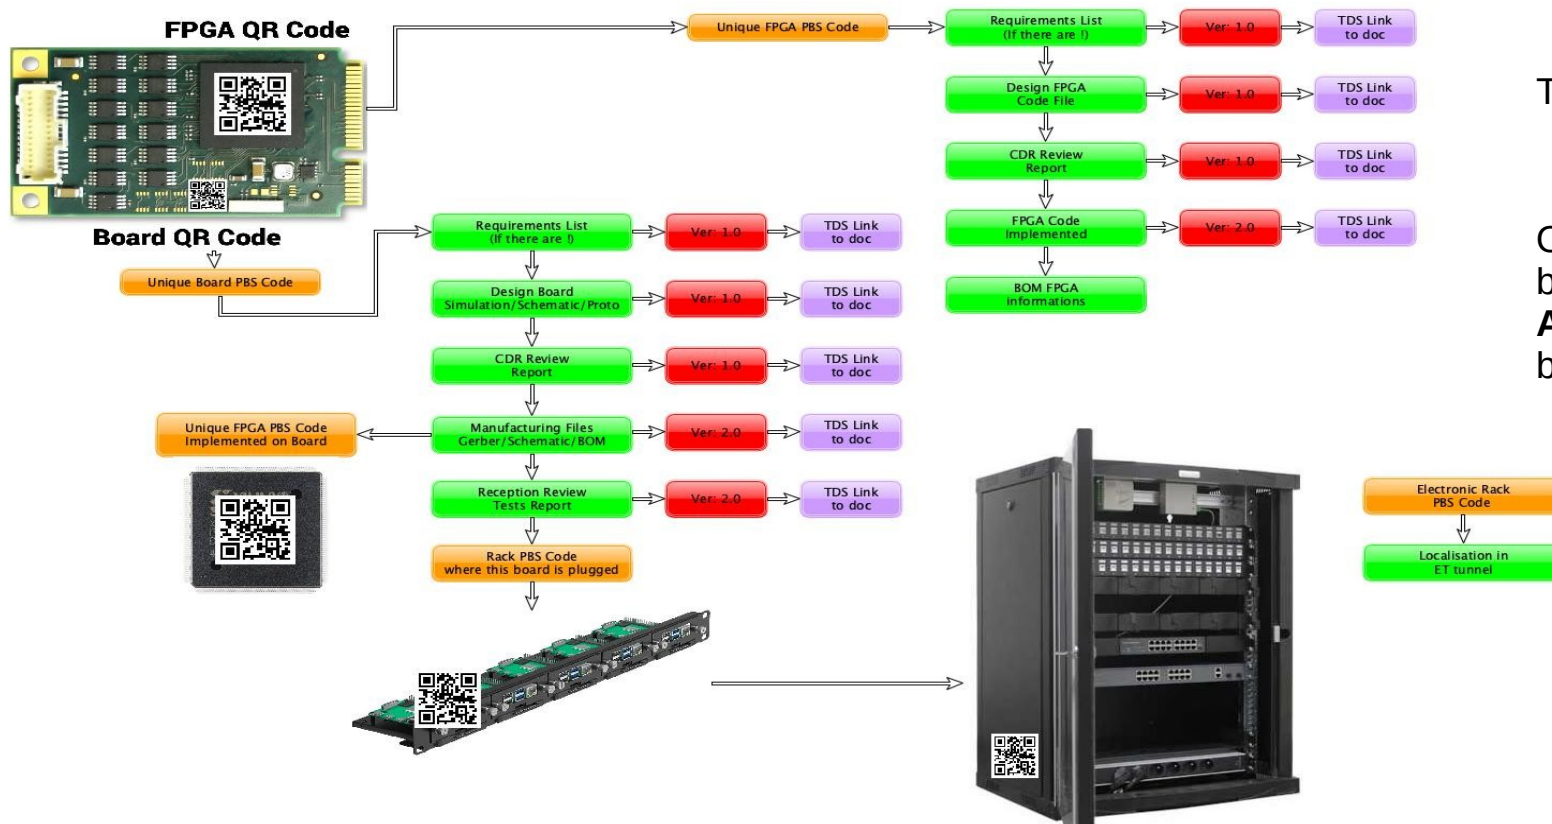 FPGA QR Code
Unique FPGA PBS Code
Requirements List
(If there are !)
Ver: 1.0
TDS Link
to doc
Design FPGA
Code File
Ver: 1.0
TDS Link
to doc
CDR Review
Report
Ver: 1.0
TDS Link
to doc
FPGA Code
Implemented
Ver: 2.0
TDS Link
to doc
BOM FPGA
informations
Board QR Code
Unique Board PBS Code
Requirements List
(If there are !)
Ver: 1.0
TDS Link
to doc
Design Board
Simulation/Schematic/Proto
Ver: 1.0
TDS Link
to doc
CDR Review
Report
Ver: 1.0
TDS Link
to doc
Unique FPGA PBS Code
Implemented on Board
Manufacturing Files
Gerber/Schematic/BOM
Ver: 2.0
TDS Link
to doc
Reception Review
Tests Report
Ver: 2.0
TDS Link
to doc
Rack PBS Code
where this board is plugged
Electronic Rack
PBS Code
Localisation in
ET tunnel